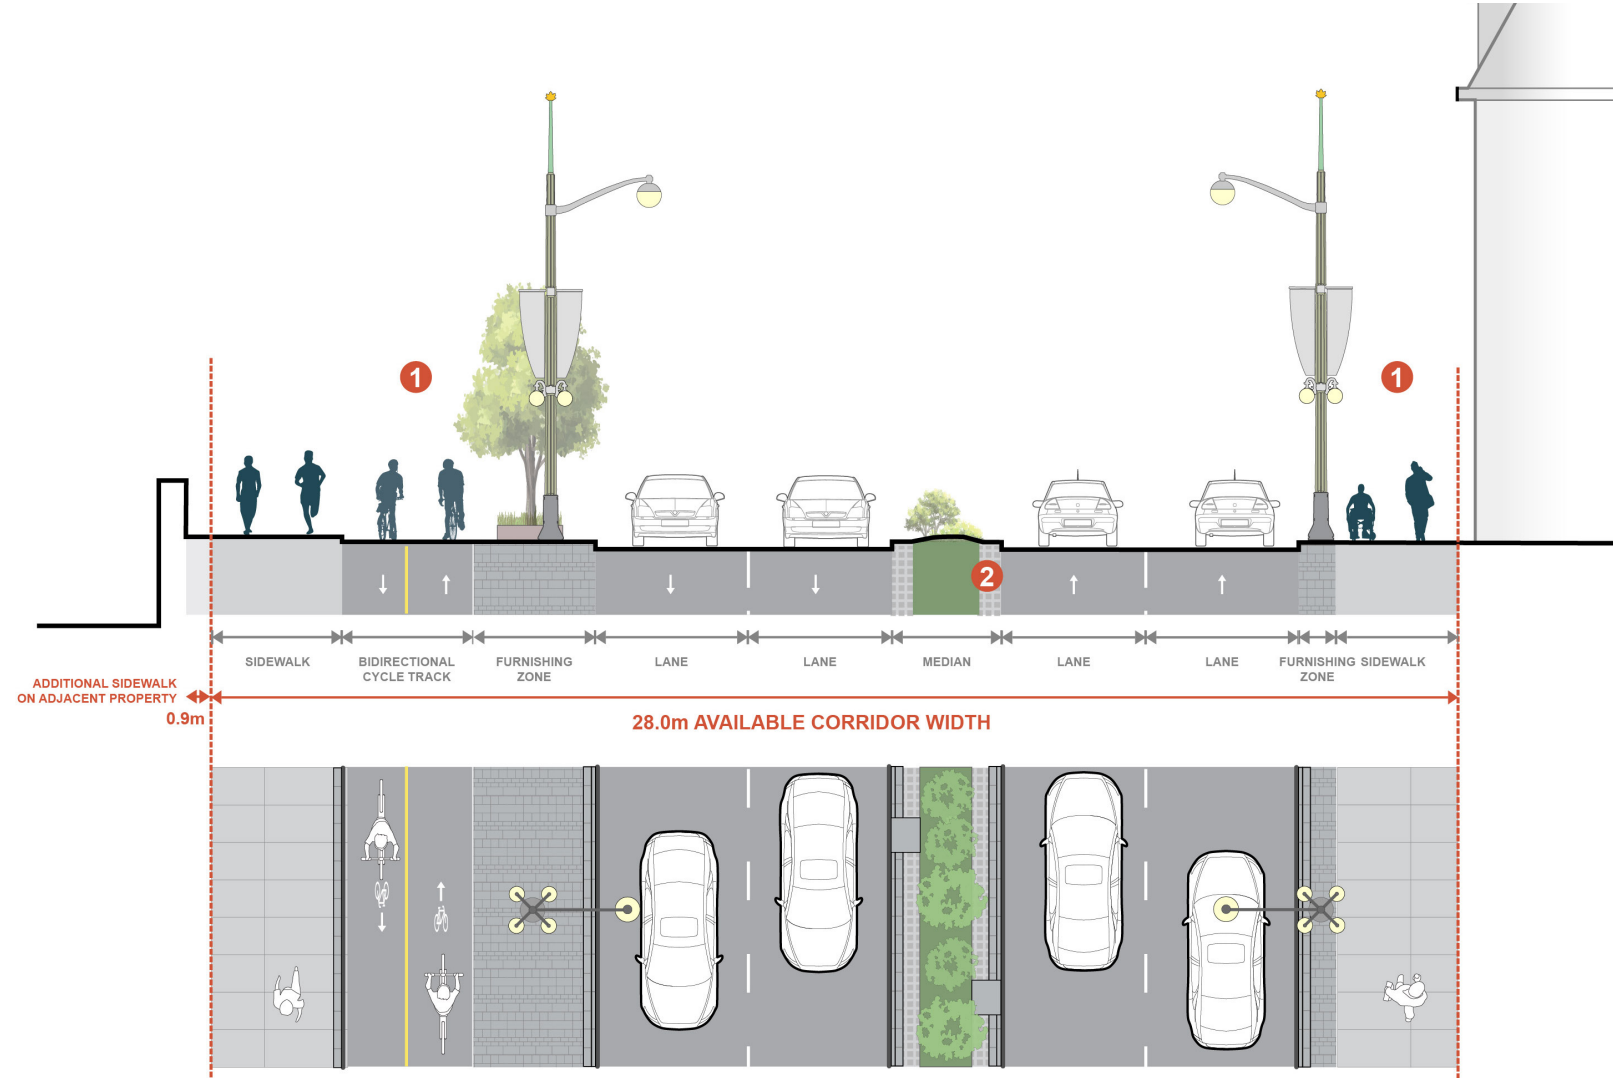 1
1
2
SIDEWALK
BIDIRECTIONAL
CYCLE TRACK
FURNISHING
ZONE
LANE
LANE
MEDIAN
LANE
LANE
FURNISHING
ZONE
SIDEWALK
ADDITIONAL SIDEWALK
ON ADJACENT PROPERTY
0.9m
28.0m AVAILABLE CORRIDOR WIDTH